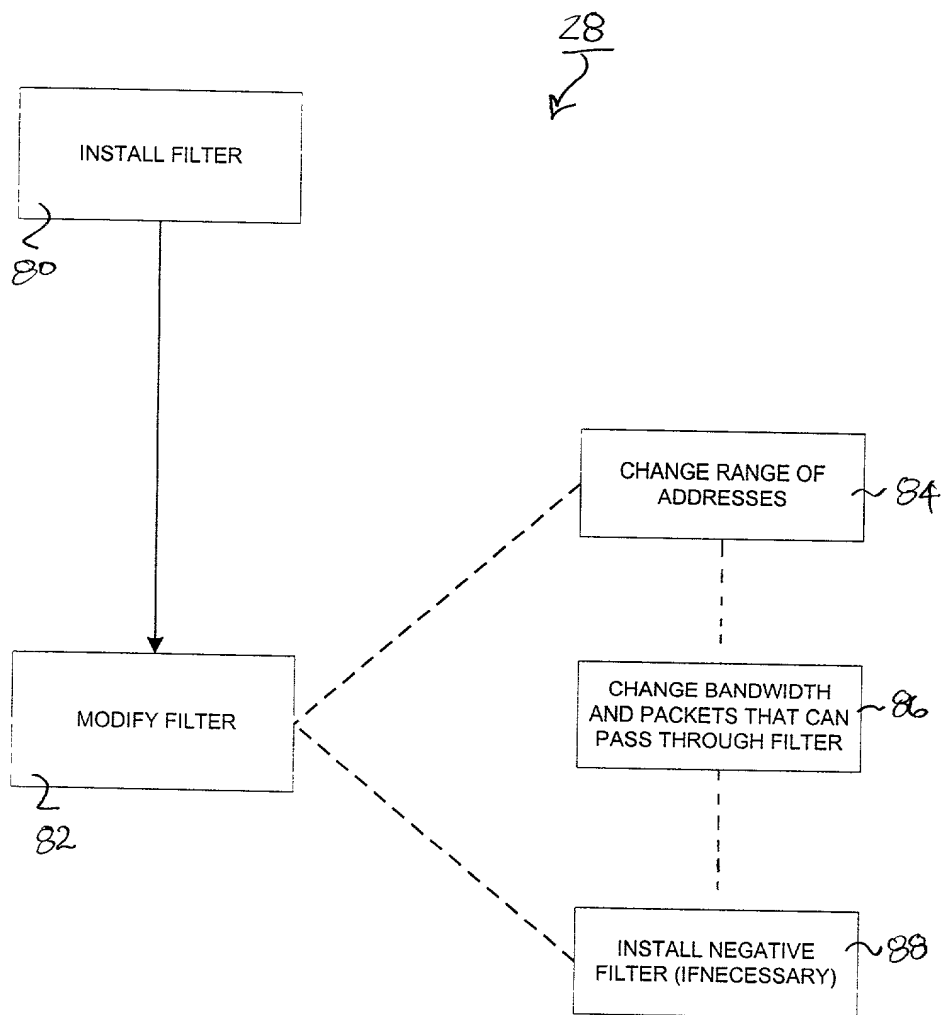 28
INSTALL FILTER
80
CHANGE RANGE OF
ADDRESSES
84
MODIFY FILTER
82
CHANGE BANDWIDTH
AND PACKETS THAT CAN
PASS THROUGH FILTER
86
INSTALL NEGATIVE
FILTER (IFNECESSARY)
88